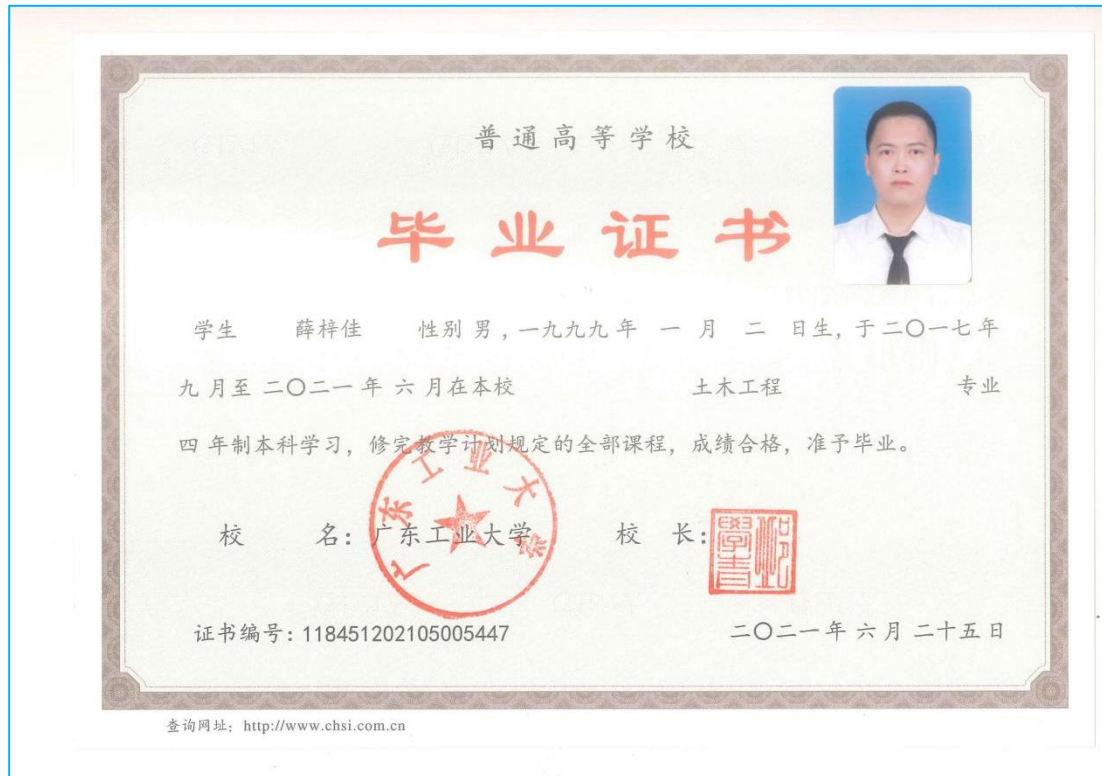 普通高等学校
毕业证书
学生 薛梓佳 性别 男，一九九九年 一 月 二 日生，于二〇一七年
九 月至 二〇二一 年 六 月在本校 土木工程 专业
四 年制本科学习，修完教学计划规定的全部课程，成绩合格，准予毕业。
校 名：广东工业大学 校 长：
广东工业大学
证书编号：118451202105005447 二〇二一 年 六 月 二十五 日
查询网址：http://www.chsi.com.cn